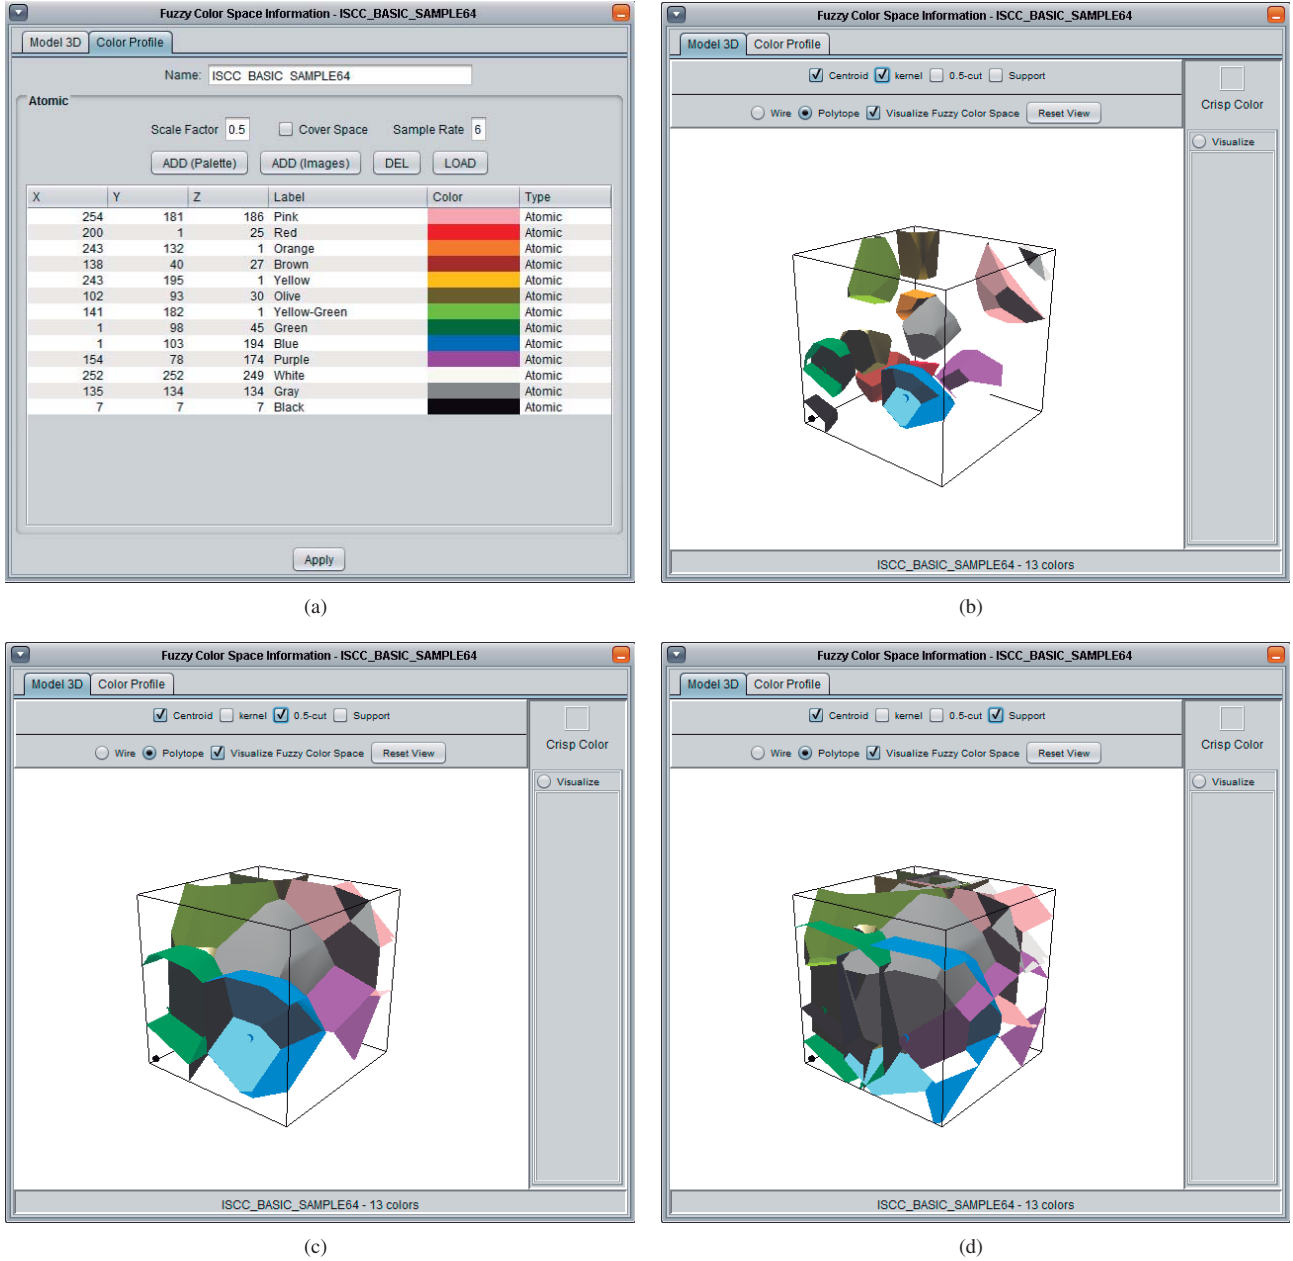 Fuzzy Color Space Information - ISCC_BASIC_SAMPLE64
Model 3D Color Profile
Name: ISCC_BASIC_SAMPLE64
Atomic
Scale Factor 0.5 Cover Space Sample Rate 6
ADD (Palette) ADD (Images) DEL LOAD
X Y Z Label Color Type
254 181 186 Pink Atomic
200 1 25 Red Atomic
243 132 1 Orange Atomic
138 40 27 Brown Atomic
243 195 1 Yellow Atomic
102 93 30 Olive Atomic
141 182 1 Yellow-Green Atomic
1 98 45 Green Atomic
1 103 194 Blue Atomic
154 78 174 Purple Atomic
252 252 249 White Atomic
135 134 134 Gray Atomic
7 7 7 Black Atomic
Apply
(a)
Fuzzy Color Space Information - ISCC_BASIC_SAMPLE64
Model 3D Color Profile
Centroid kernel 0.5-cut Support
Wire Polytope Visualize Fuzzy Color Space Reset View
Crisp Color
Visualize
ISCC_BASIC_SAMPLE64 - 13 colors
(b)
Fuzzy Color Space Information - ISCC_BASIC_SAMPLE64
Model 3D Color Profile
Centroid kernel 0.5-cut Support
Wire Polytope Visualize Fuzzy Color Space Reset View
Crisp Color
Visualize
ISCC_BASIC_SAMPLE64 - 13 colors
(c)
Fuzzy Color Space Information - ISCC_BASIC_SAMPLE64
Model 3D Color Profile
Centroid kernel 0.5-cut Support
Wire Polytope Visualize Fuzzy Color Space Reset View
Crisp Color
Visualize
ISCC_BASIC_SAMPLE64 - 13 colors
(d)